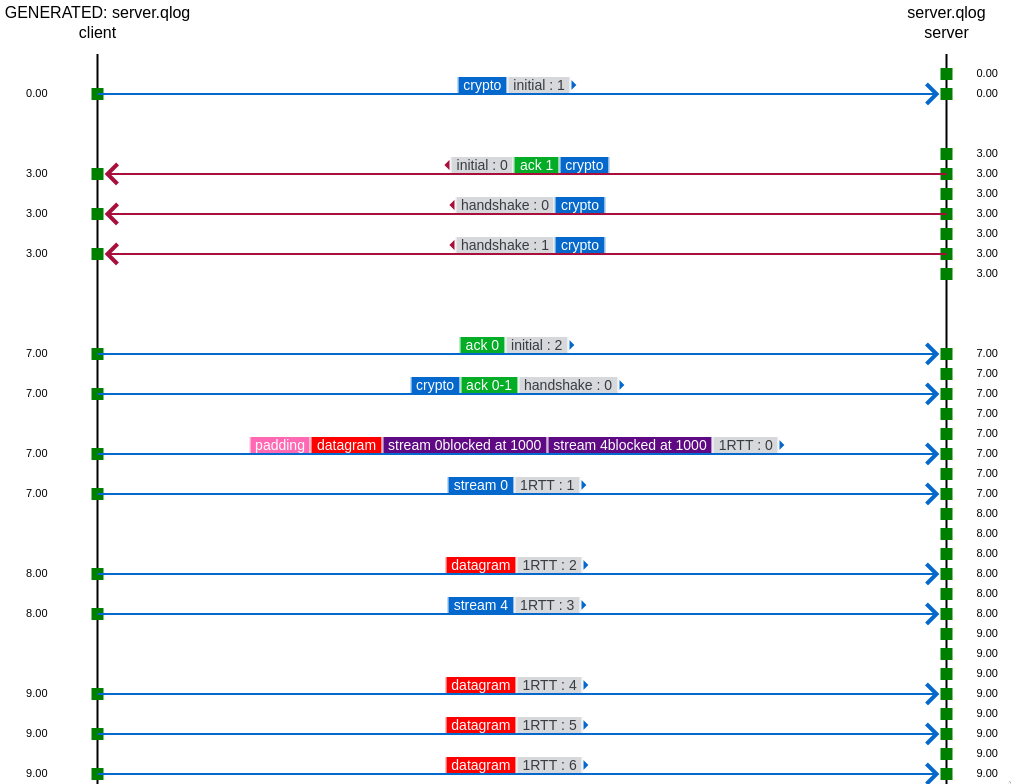 GENERATED: server.qlog server.qlog
client server
0.00
crypto initial : 1
0.00 0.00
3.00
initial : 0 ack 1 crypto
3.00 3.00
3.00
handshake : 0 crypto
3.00 3.00
3.00
handshake : 1 crypto
3.00 3.00
3.00
ack 0 initial : 2
7.00 7.00
7.00
crypto ack 0-1 handshake : 0
7.00 7.00
7.00
7.00
padding datagram stream 0blocked at 1000 stream 4blocked at 1000 1RTT : 0
7.00 7.00
7.00
stream 0 1RTT : 1
7.00 7.00
8.00
8.00
8.00
datagram 1RTT : 2
8.00 8.00
8.00
stream 4 1RTT : 3
8.00 8.00
9.00
9.00
9.00
datagram 1RTT : 4
9.00 9.00
9.00
datagram 1RTT : 5
9.00 9.00
9.00
datagram 1RTT : 6
9.00 9.00